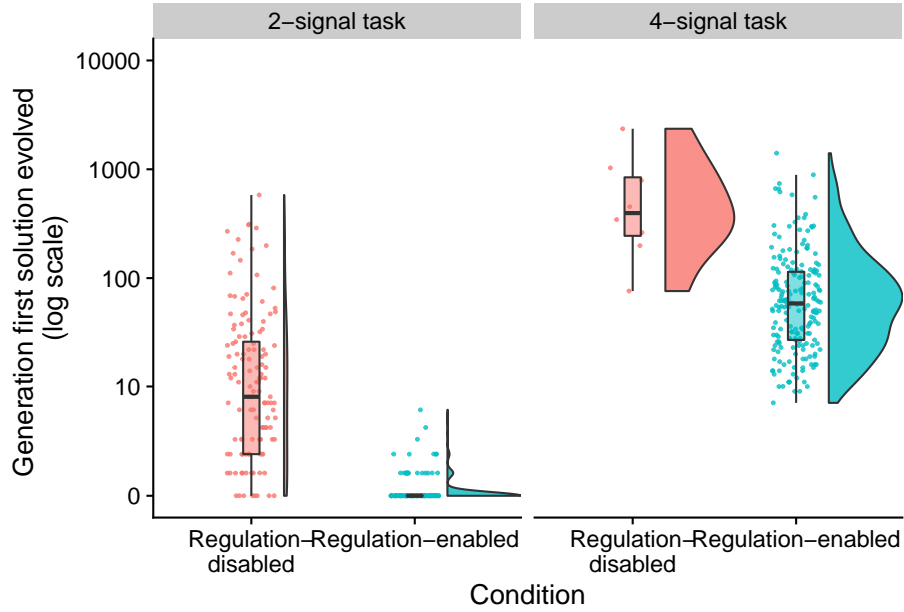 2−signal task
4−signal task
Generation first solution evolved
(log scale)
10000
1000
100
10
0
Regulation−
disabled
Regulation−enabled
Regulation−
disabled
Regulation−enabled
Condition